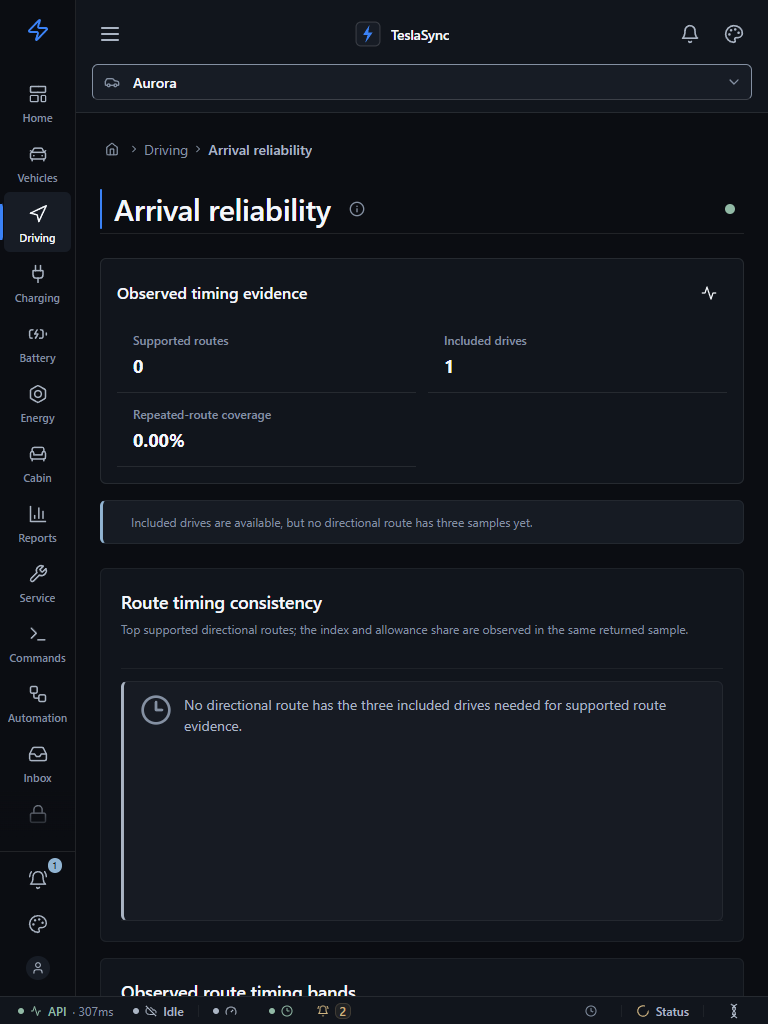 TeslaSync
Aurora
Home
Vehicles
Driving
Charging
Battery
Energy
Cabin
Reports
Service
Commands
Automation
Inbox
1
Driving
Arrival reliability
Arrival reliability
Observed timing evidence
Supported routes
0
Included drives
1
Repeated-route coverage
0.00%
Included drives are available, but no directional route has three samples yet.
Route timing consistency
Top supported directional routes; the index and allowance share are observed in the same returned sample.
No directional route has the three included drives needed for supported route
evidence.
Observed route timing bands
API · 307ms
Idle
2
Status